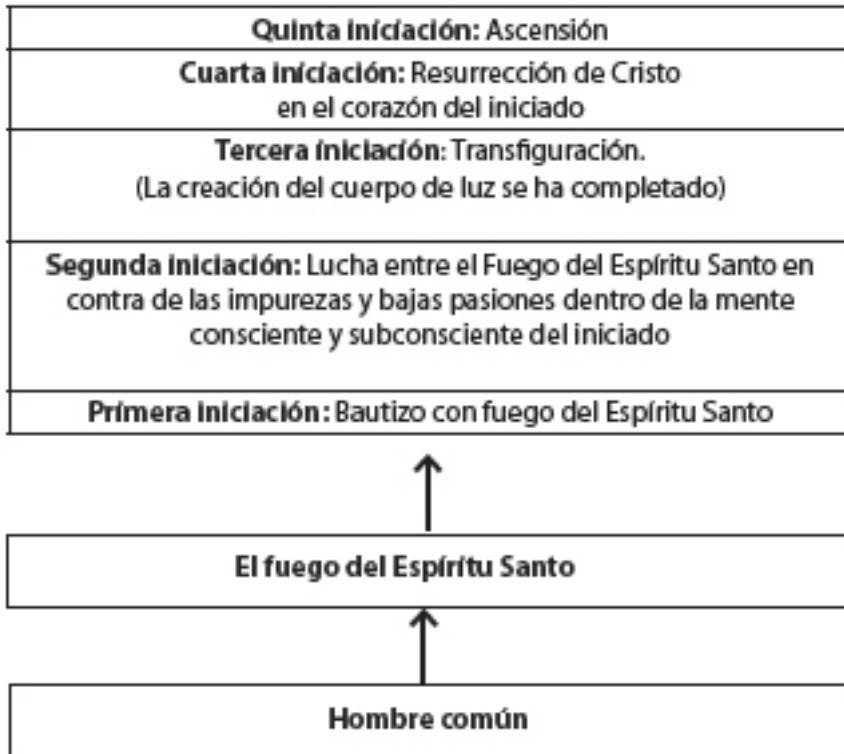 Quinta iniciación: Ascensión
Cuarta iniciación: Resurrección de Cristo
en el corazón del iniciado
Tercera iniciación: Transfiguración.
(La creación del cuerpo de luz se ha completado)
Segunda iniciación: Lucha entre el Fuego del Espíritu Santo en
contra de las impurezas y bajas pasiones dentro de la mente
consciente y subconsciente del iniciado
Primera iniciación: Bautizo con fuego del Espíritu Santo
El fuego del Espíritu Santo
Hombre común